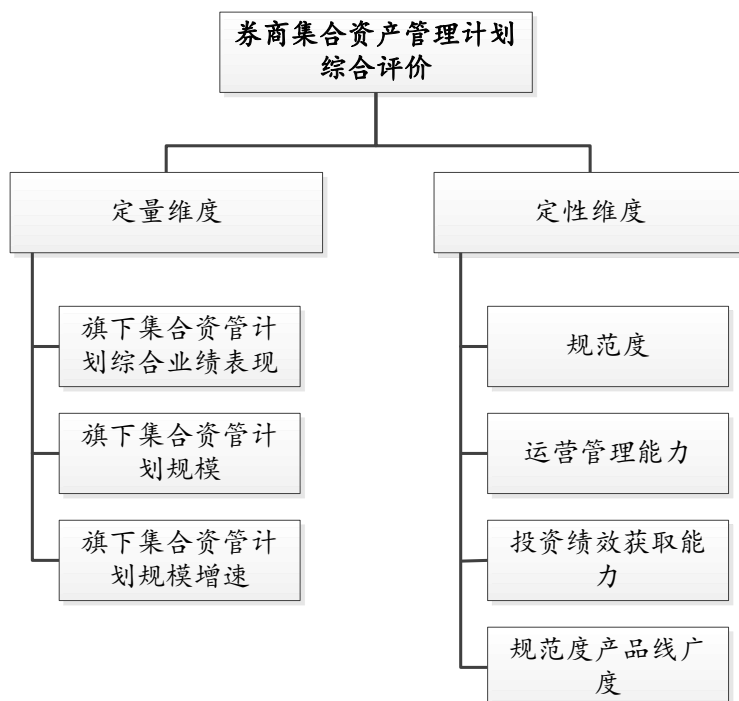 券商集合资产管理计划
综合评价
定量维度
旗下集合资管计
划综合业绩表现
旗下集合资管计
划规模
旗下集合资管计
划规模增速
定性维度
规范度
运营管理能力
投资绩效获取能
力
规范度产品线广
度